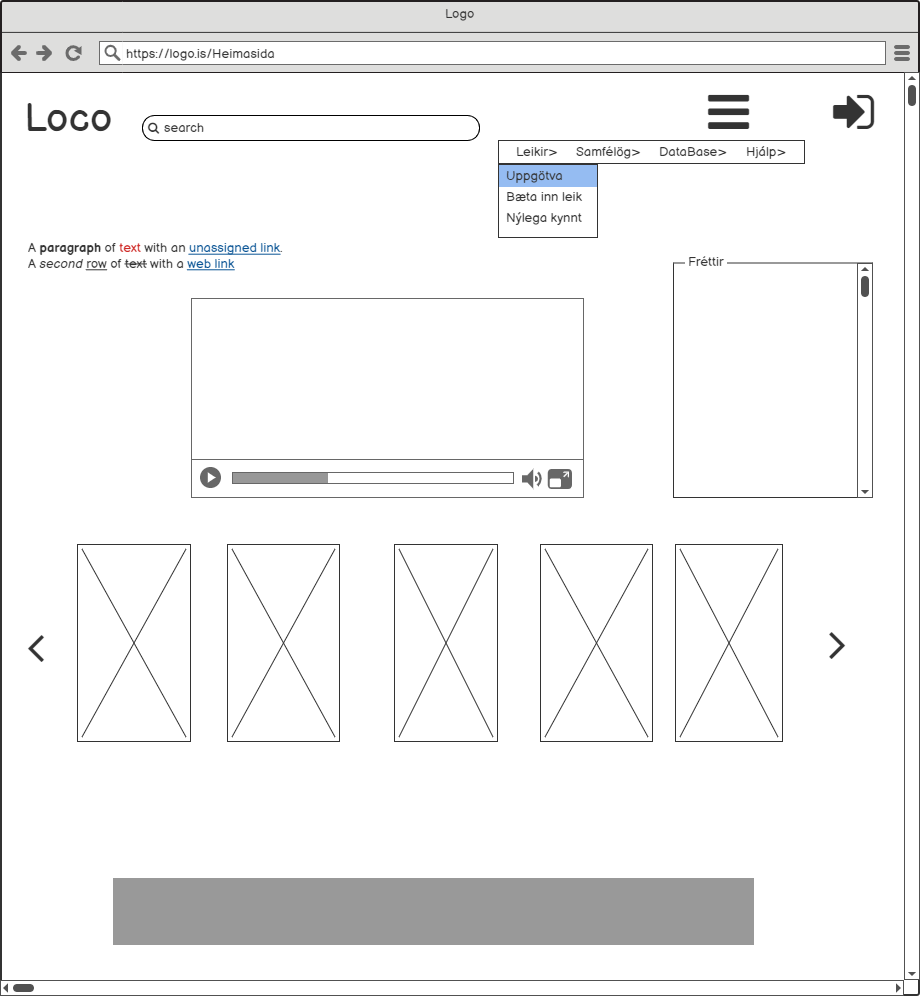 Logo
https://logo.is/Heimasida
Logo
search
Leikir> Samfélög> DataBase> Hjálp>
Uppgötva
Bæta inn leik
Nýlega kynnt
A paragraph of text with an unassigned link.
A second row of text with a web link
Fréttir